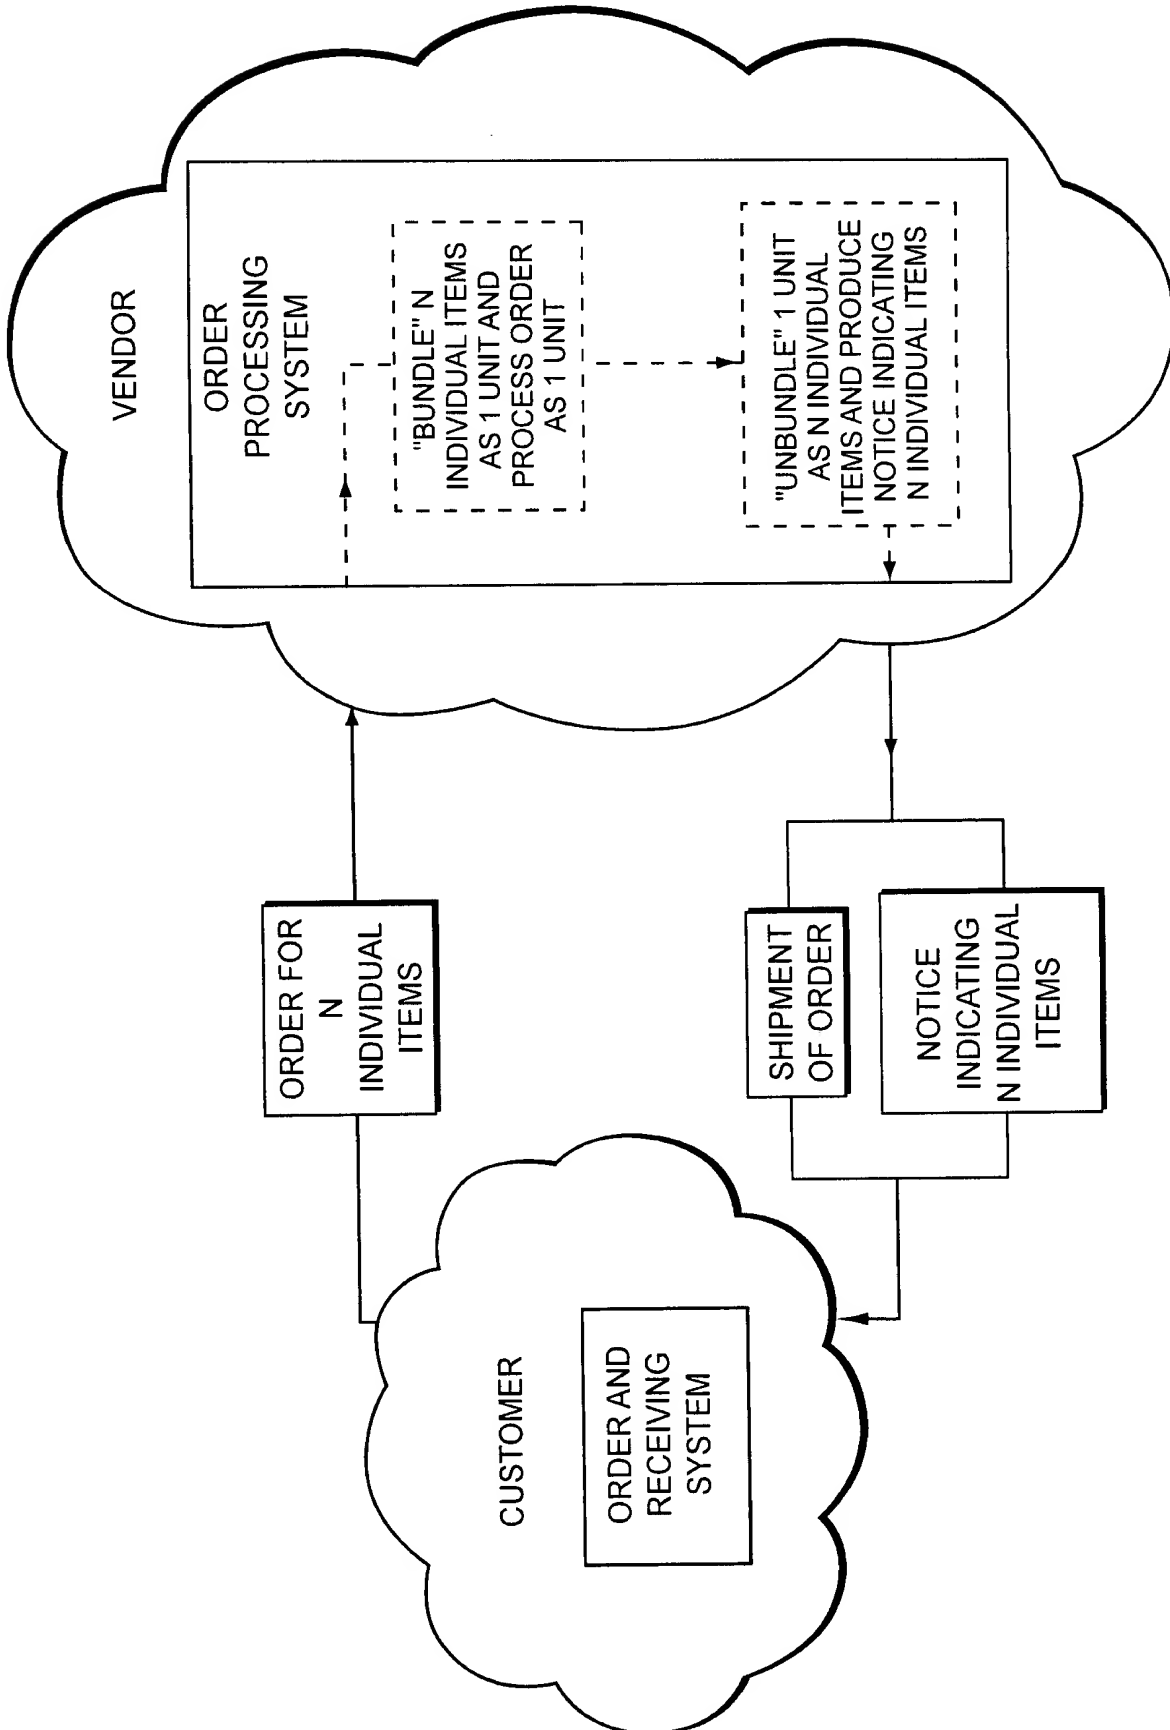 CUSTOMER
ORDER AND
RECEIVING
SYSTEM
ORDER FOR
N
INDIVIDUAL
ITEMS
SHIPMENT
OF ORDER
NOTICE
INDICATING
N INDIVIDUAL
ITEMS
VENDOR
ORDER
PROCESSING
SYSTEM
"BUNDLE" N
INDIVIDUAL ITEMS
AS 1 UNIT AND
PROCESS ORDER
AS 1 UNIT
"UNBUNDLE" 1 UNIT
AS N INDIVIDUAL
ITEMS AND PRODUCE
NOTICE INDICATING
N INDIVIDUAL ITEMS